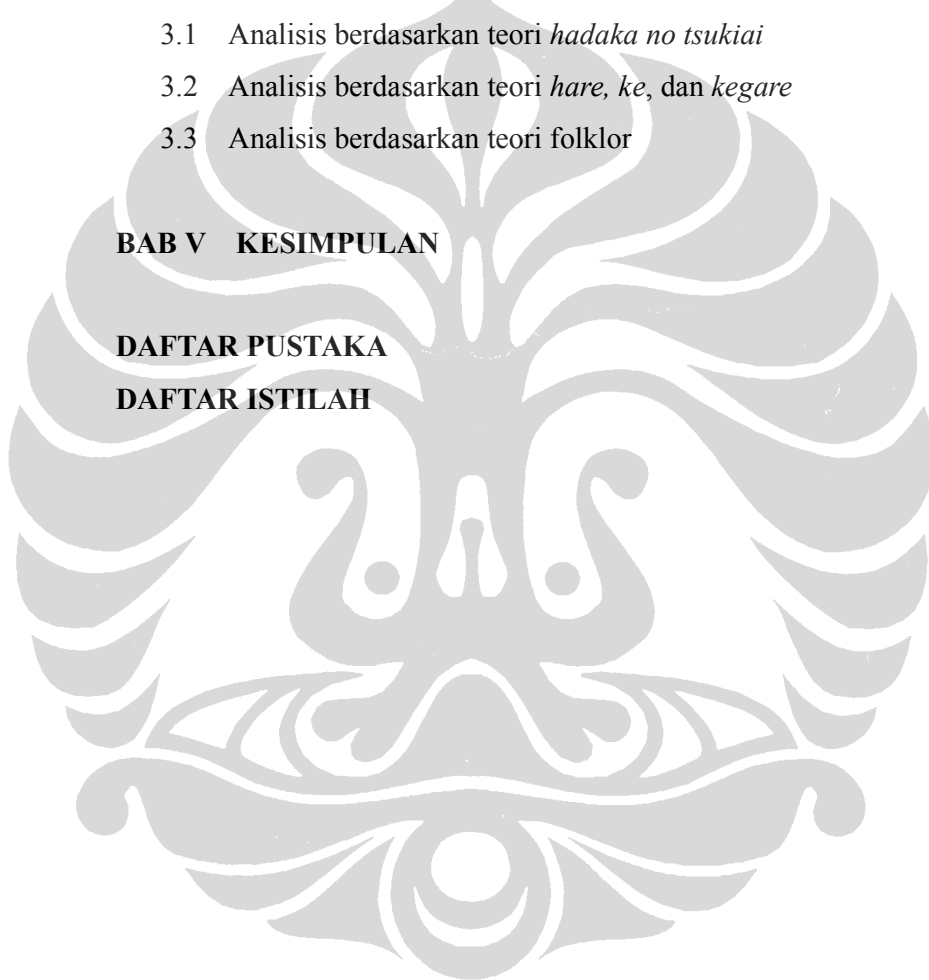 3.1 Analisis berdasarkan teori hadaka no tsukiai
3.2 Analisis berdasarkan teori hare, ke, dan kegare
3.3 Analisis berdasarkan teori folklor
BAB V KESIMPULAN
DAFTAR PUSTAKA
DAFTAR ISTILAH